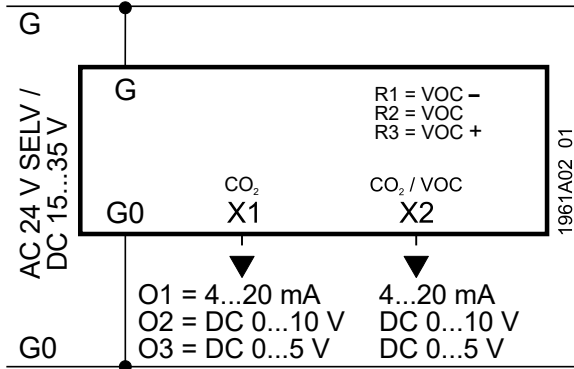 G
AC 24 V SELV /
DC 15...35 V
G
R1 = VOC –
R2 = VOC
R3 = VOC +
CO₂
CO₂ / VOC
G0
X1
X2
1961A02 01
O1 = 4...20 mA
4...20 mA
O2 = DC 0...10 V
DC 0...10 V
O3 = DC 0...5 V
DC 0...5 V
G0